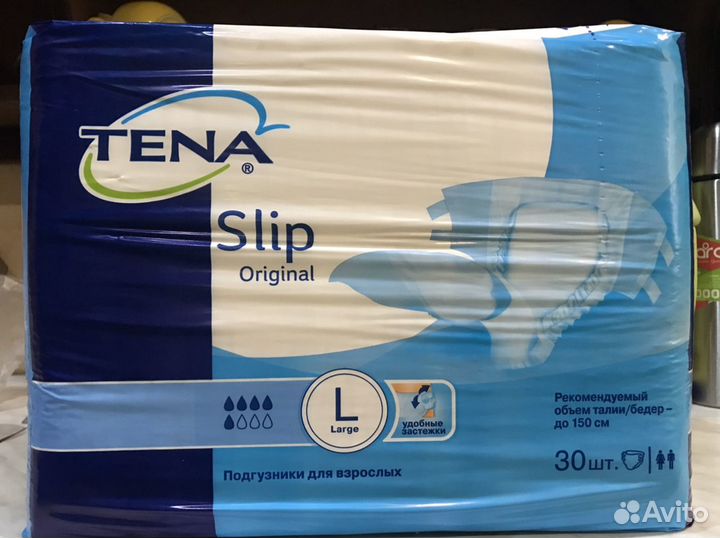 TENA®
Slip
Original
L
Large
удобные
застежки
Рекомендуемый
объем талии/бедер –
до 150 см
30 шт.
Подгузники для взрослых
Avito